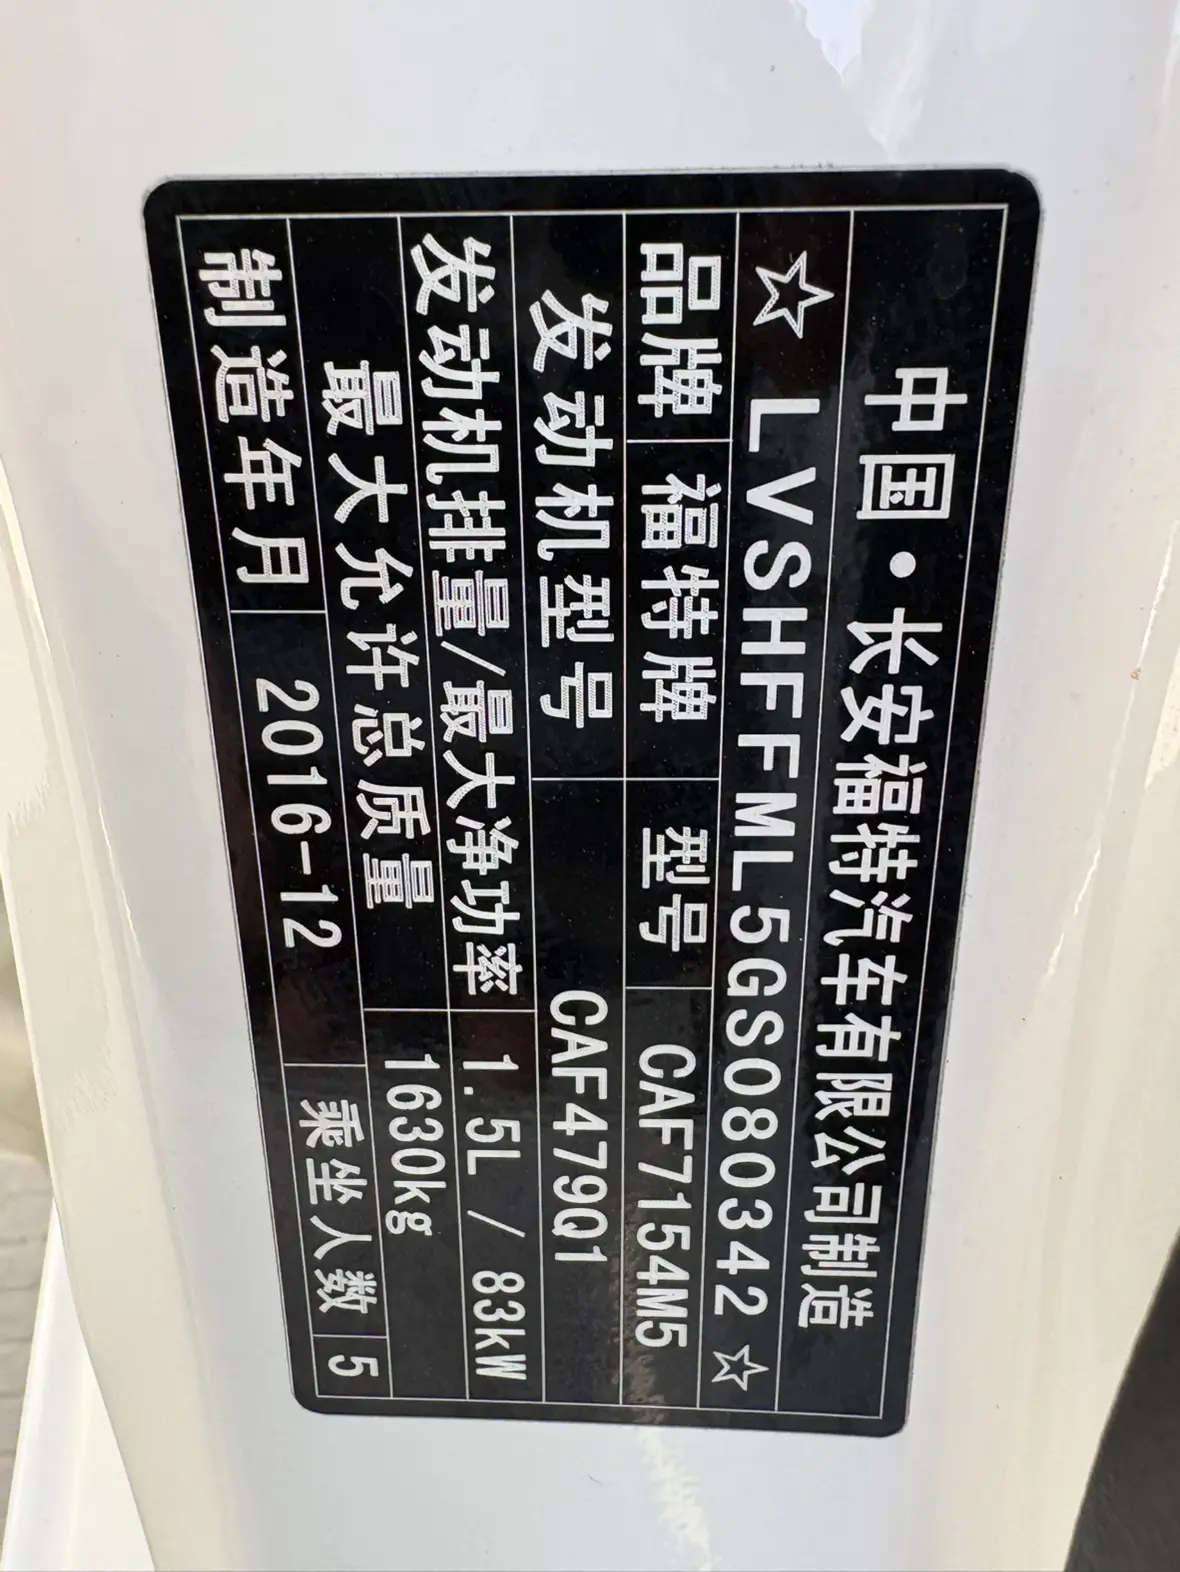 中国·长安福特汽车有限公司制造
☆LVSHFFML5GS080342☆
品牌 福特牌 型号 CAF7154M5
发动机型号 CAF479Q1
发动机排量/最大净功率 1.5L / 83kW
最大允许总质量 1630kg
制造年月 2016-12 乘坐人数 5